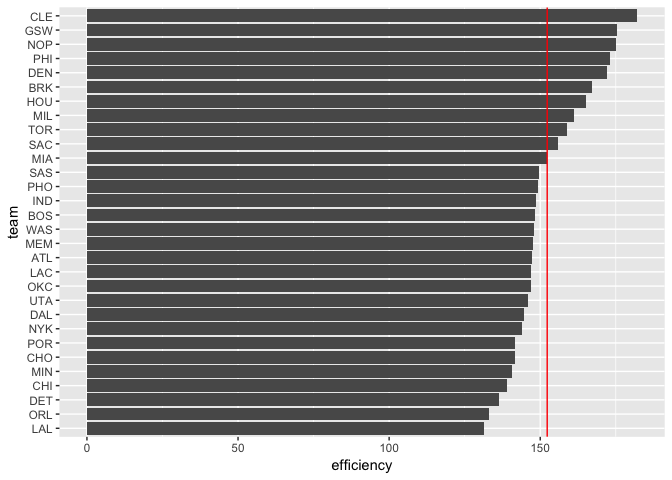 CLE
GSW
NOP
PHI
DEN
BRK
HOU
MIL
TOR
SAC
MIA
SAS
PHO
IND
BOS
WAS
MEM
ATL
LAC
OKC
UTA
DAL
NYK
POR
CHO
MIN
CHI
DET
ORL
LAL
team
0 50 100 150
efficiency